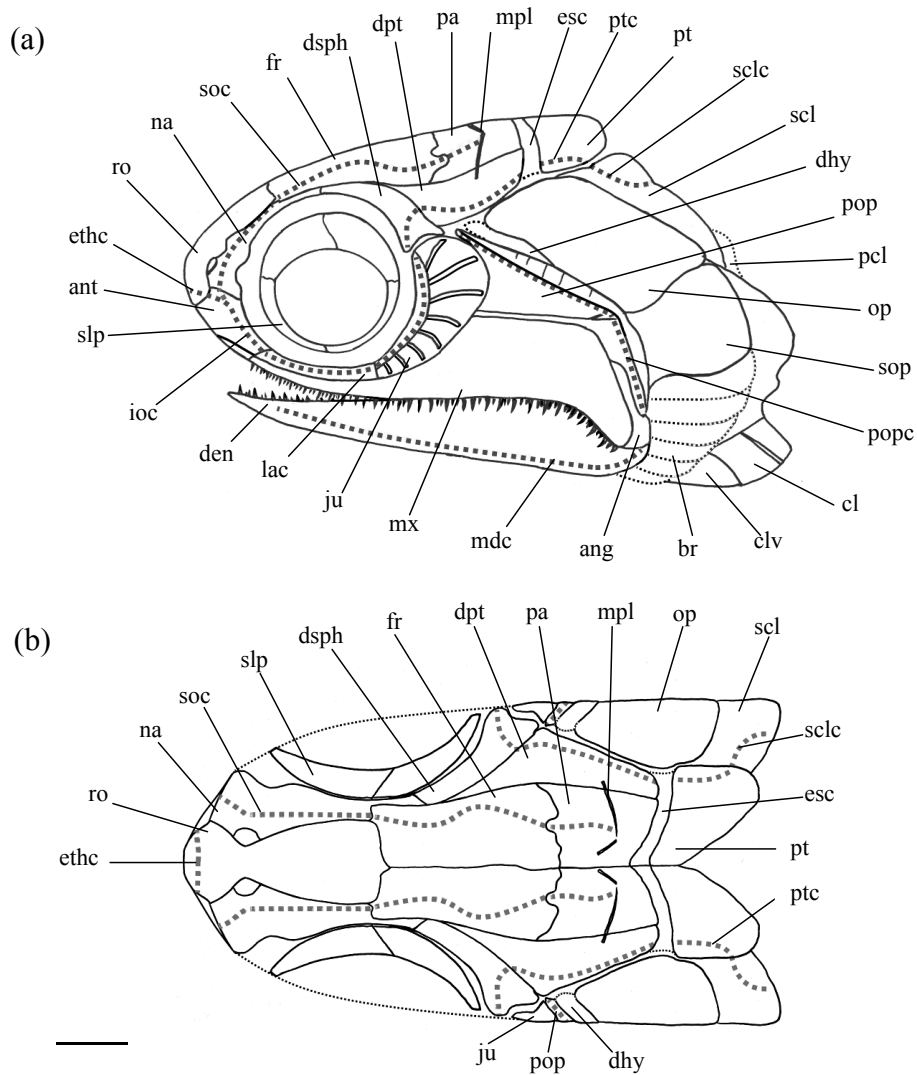 (a)
pa
mpl
esc
ptc
dpt
dsph
pt
fr
sclc
soc
scl
na
dhy
ro
pop
ethc
pcl
ant
op
slp
sop
ioc
popc
den
lac
ju
mx
mdc
ang
br
clv
cl
(b)
dpt
pa
mpl
op
fr
dsph
scl
slp
soc
na
sclc
ro
esc
ethc
pt
ptc
ju
pop
dhy